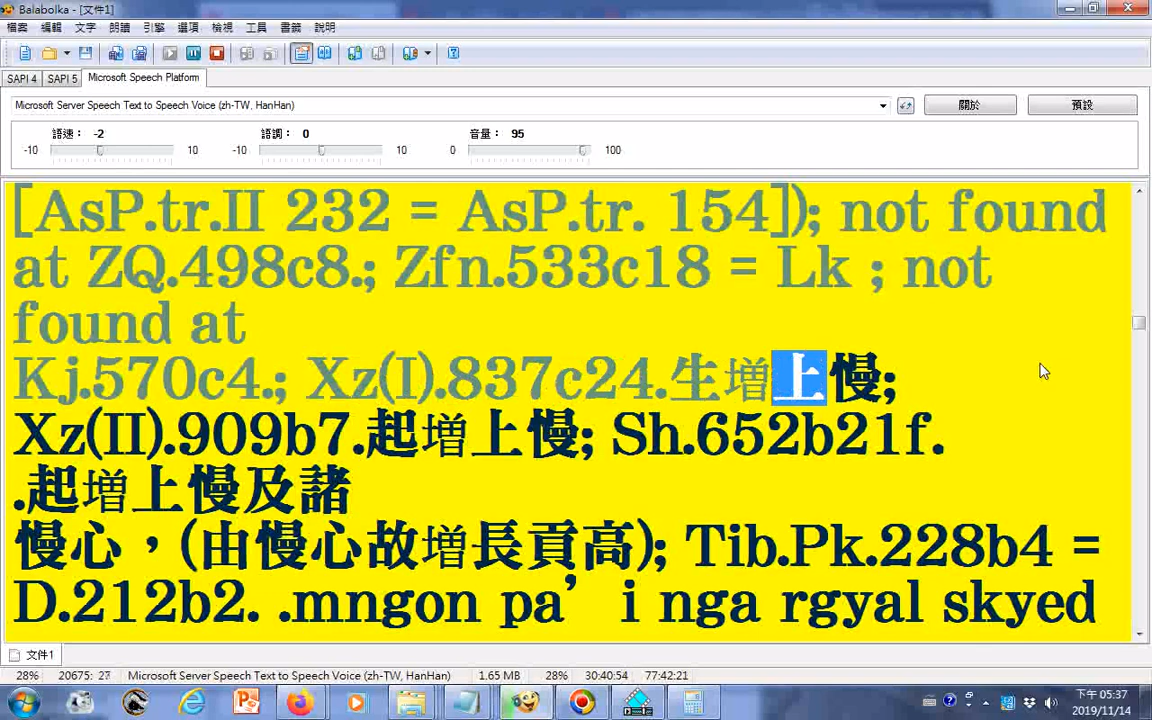 Balabolka - [文件1]
檔案 編輯 文字 朗讀 引擎 選項 檢視 工具 書籤 說明
SAPI 4 SAPI 5 Microsoft Speech Platform
Microsoft Server Speech Text to Speech Voice (zh-TW, HanHan)
關於 預設
語速： -2 語調： 0 音量： 95
-10 10 -10 10 0 100
[AsP.tr.II 232 = AsP.tr. 154]); not found
at ZQ.498c8.; Zfn.533c18 = Lk ; not
found at
Kj.570c4.; Xz(I).837c24.生增上慢;
Xz(II).909b7.起增上慢; Sh.652b21f.
.起增上慢及諸
慢心，(由慢心故增長貢高); Tib.Pk.228b4 =
D.212b2. .mngon pa’i nga rgyal skyed
文件1
28% 20675: 27 Microsoft Server Speech Text to Speech Voice (zh-TW, HanHan) 1.65 MB 28% 30:40:54 77:42:21
下午 05:37
2019/11/14